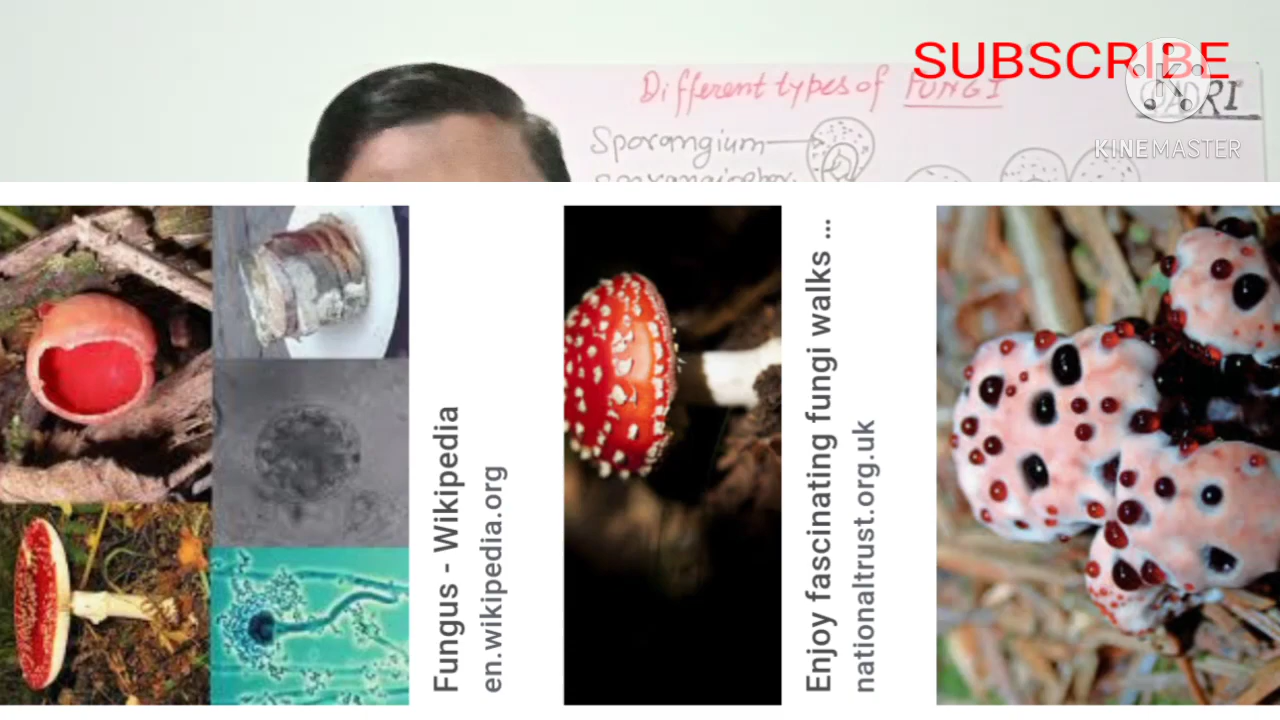 SUBSCRIBE
Different types of FUNGI
KINEMASTER
Sporangium
Fungus - Wikipedia
en.wikipedia.org
Enjoy fascinating fungi walks ...
nationaltrust.org.uk